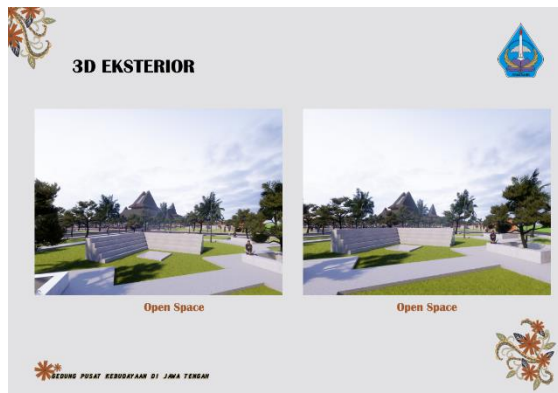 3D EKSTERIOR
Open Space
Open Space
GEDUNG PUSAT KEBUDAYAAN DI JAWA TENGAH